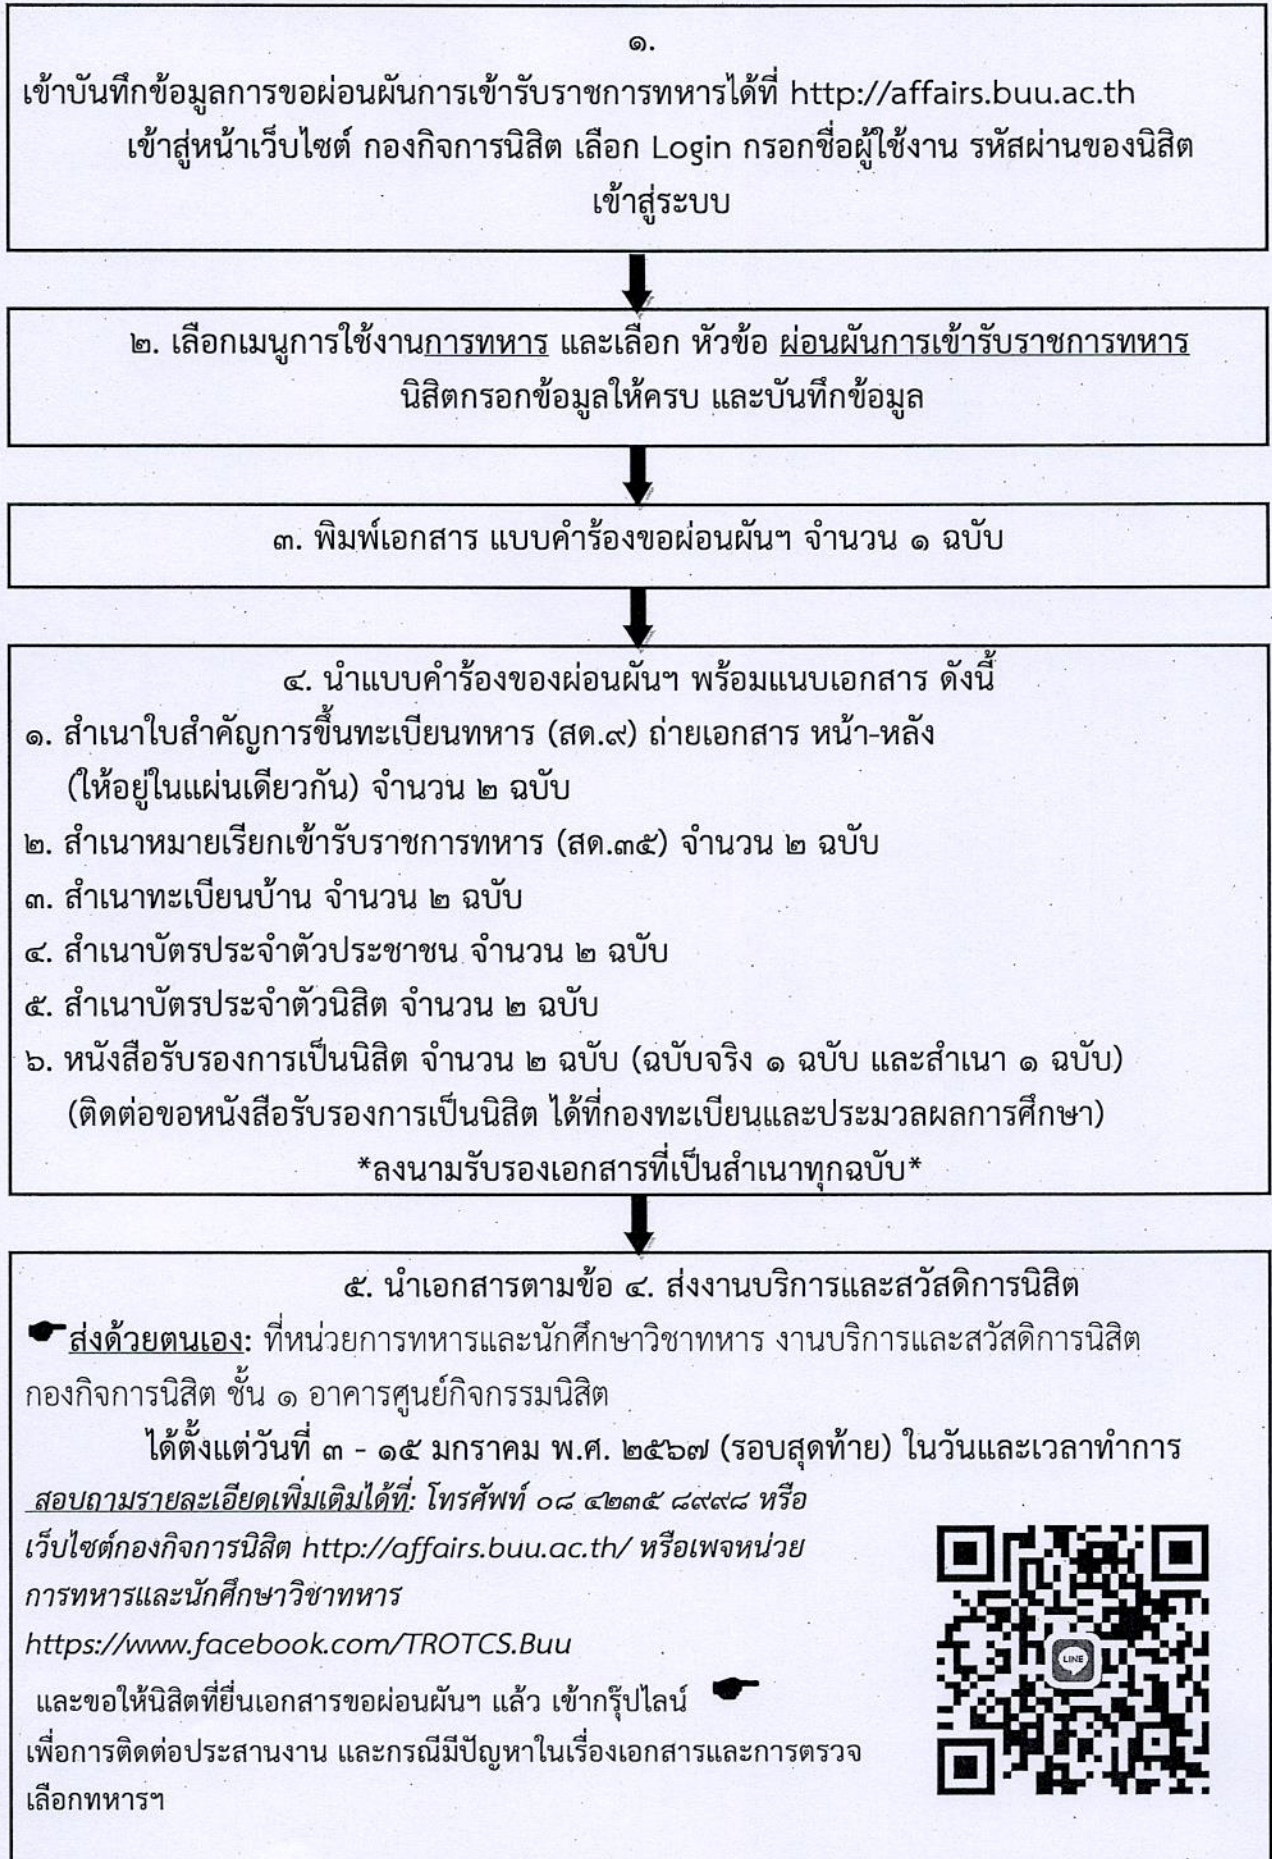 ๑.
เข้าบันทึกข้อมูลการขอผ่อนผันการเข้ารับราชการทหารได้ที่ http://affairs.buu.ac.th
เข้าสู่หน้าเว็บไซต์ กองกิจการนิสิต เลือก Login กรอกชื่อผู้ใช้งาน รหัสผ่านของนิสิต
เข้าสู่ระบบ
๒. เลือกเมนูการใช้งานการทหาร และเลือก หัวข้อ ผ่อนผันการเข้ารับราชการทหาร
นิสิตกรอกข้อมูลให้ครบ และบันทึกข้อมูล
๓. พิมพ์เอกสาร แบบคำร้องขอผ่อนผันฯ จำนวน ๑ ฉบับ
๔. นำแบบคำร้องของผ่อนผันฯ พร้อมแนบเอกสาร ดังนี้
๑. สำเนาใบสำคัญการขึ้นทะเบียนทหาร (สด.๙) ถ่ายเอกสาร หน้า-หลัง
(ให้อยู่ในแผ่นเดียวกัน) จำนวน ๒ ฉบับ
๒. สำเนาหมายเรียกเข้ารับราชการทหาร (สด.๓๕) จำนวน ๒ ฉบับ
๓. สำเนาทะเบียนบ้าน จำนวน ๒ ฉบับ
๔. สำเนาบัตรประจำตัวประชาชน จำนวน ๒ ฉบับ
๕. สำเนาบัตรประจำตัวนิสิต จำนวน ๒ ฉบับ
๖. หนังสือรับรองการเป็นนิสิต จำนวน ๒ ฉบับ (ฉบับจริง ๑ ฉบับ และสำเนา ๑ ฉบับ)
(ติดต่อขอหนังสือรับรองการเป็นนิสิต ได้ที่กองทะเบียนและประมวลผลการศึกษา)
*ลงนามรับรองเอกสารที่เป็นสำเนาทุกฉบับ*
๕. นำเอกสารตามข้อ ๔. ส่งงานบริการและสวัสดิการนิสิต
ส่งด้วยตนเอง: ที่หน่วยการทหารและนักศึกษาวิชาทหาร งานบริการและสวัสดิการนิสิต
กองกิจการนิสิต ชั้น ๑ อาคารศูนย์กิจกรรมนิสิต
ได้ตั้งแต่วันที่ ๓ - ๑๕ มกราคม พ.ศ. ๒๕๖๗ (รอบสุดท้าย) ในวันและเวลาทำการ
สอบถามรายละเอียดเพิ่มเติมได้ที่: โทรศัพท์ ๐๘ ๔๒๓๕ ๘๙๙๘ หรือ
เว็บไซต์กองกิจการนิสิต http://affairs.buu.ac.th/ หรือเพจหน่วย
การทหารและนักศึกษาวิชาทหาร
https://www.facebook.com/TROTCS.Buu
และขอให้นิสิตที่ยื่นเอกสารขอผ่อนผันฯ แล้ว เข้ากรุ๊ปไลน์
เพื่อการติดต่อประสานงาน และกรณีมีปัญหาในเรื่องเอกสารและการตรวจ
เลือกทหารฯ
LINE